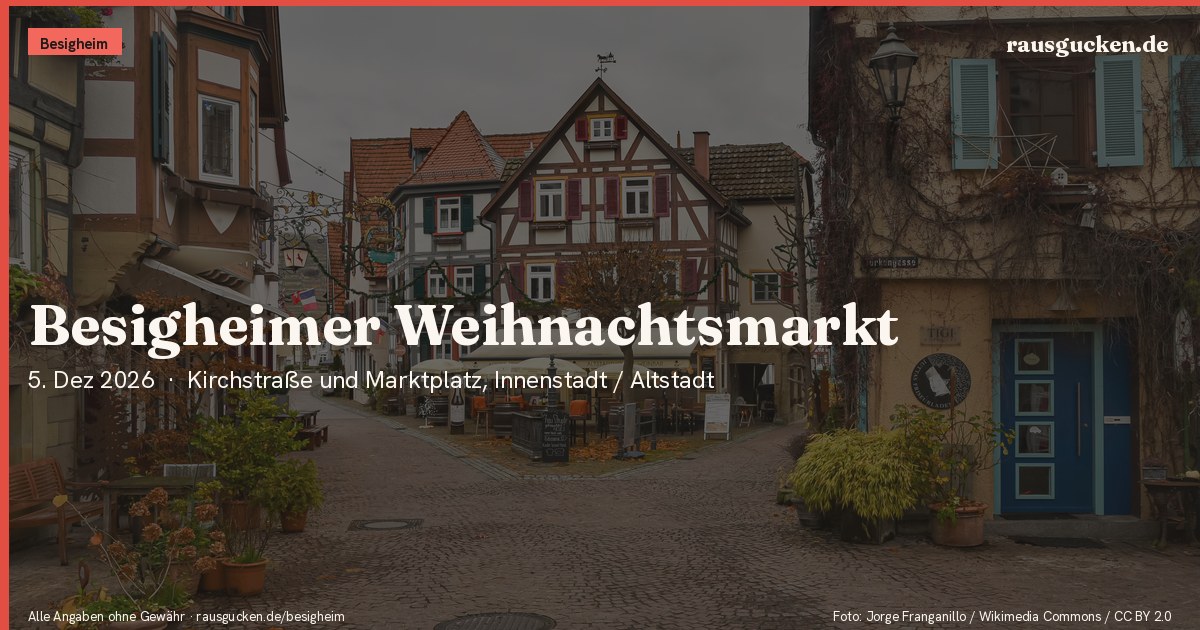 Besigheim
rausgucken.de
Besigheimer Weihnachtsmarkt
5. Dez 2026 · Kirchstraße und Marktplatz, Innenstadt / Altstadt
Alle Angaben ohne Gewähr · rausgucken.de/besigheim
Foto: Jorge Franganillo / Wikimedia Commons / CC BY 2.0